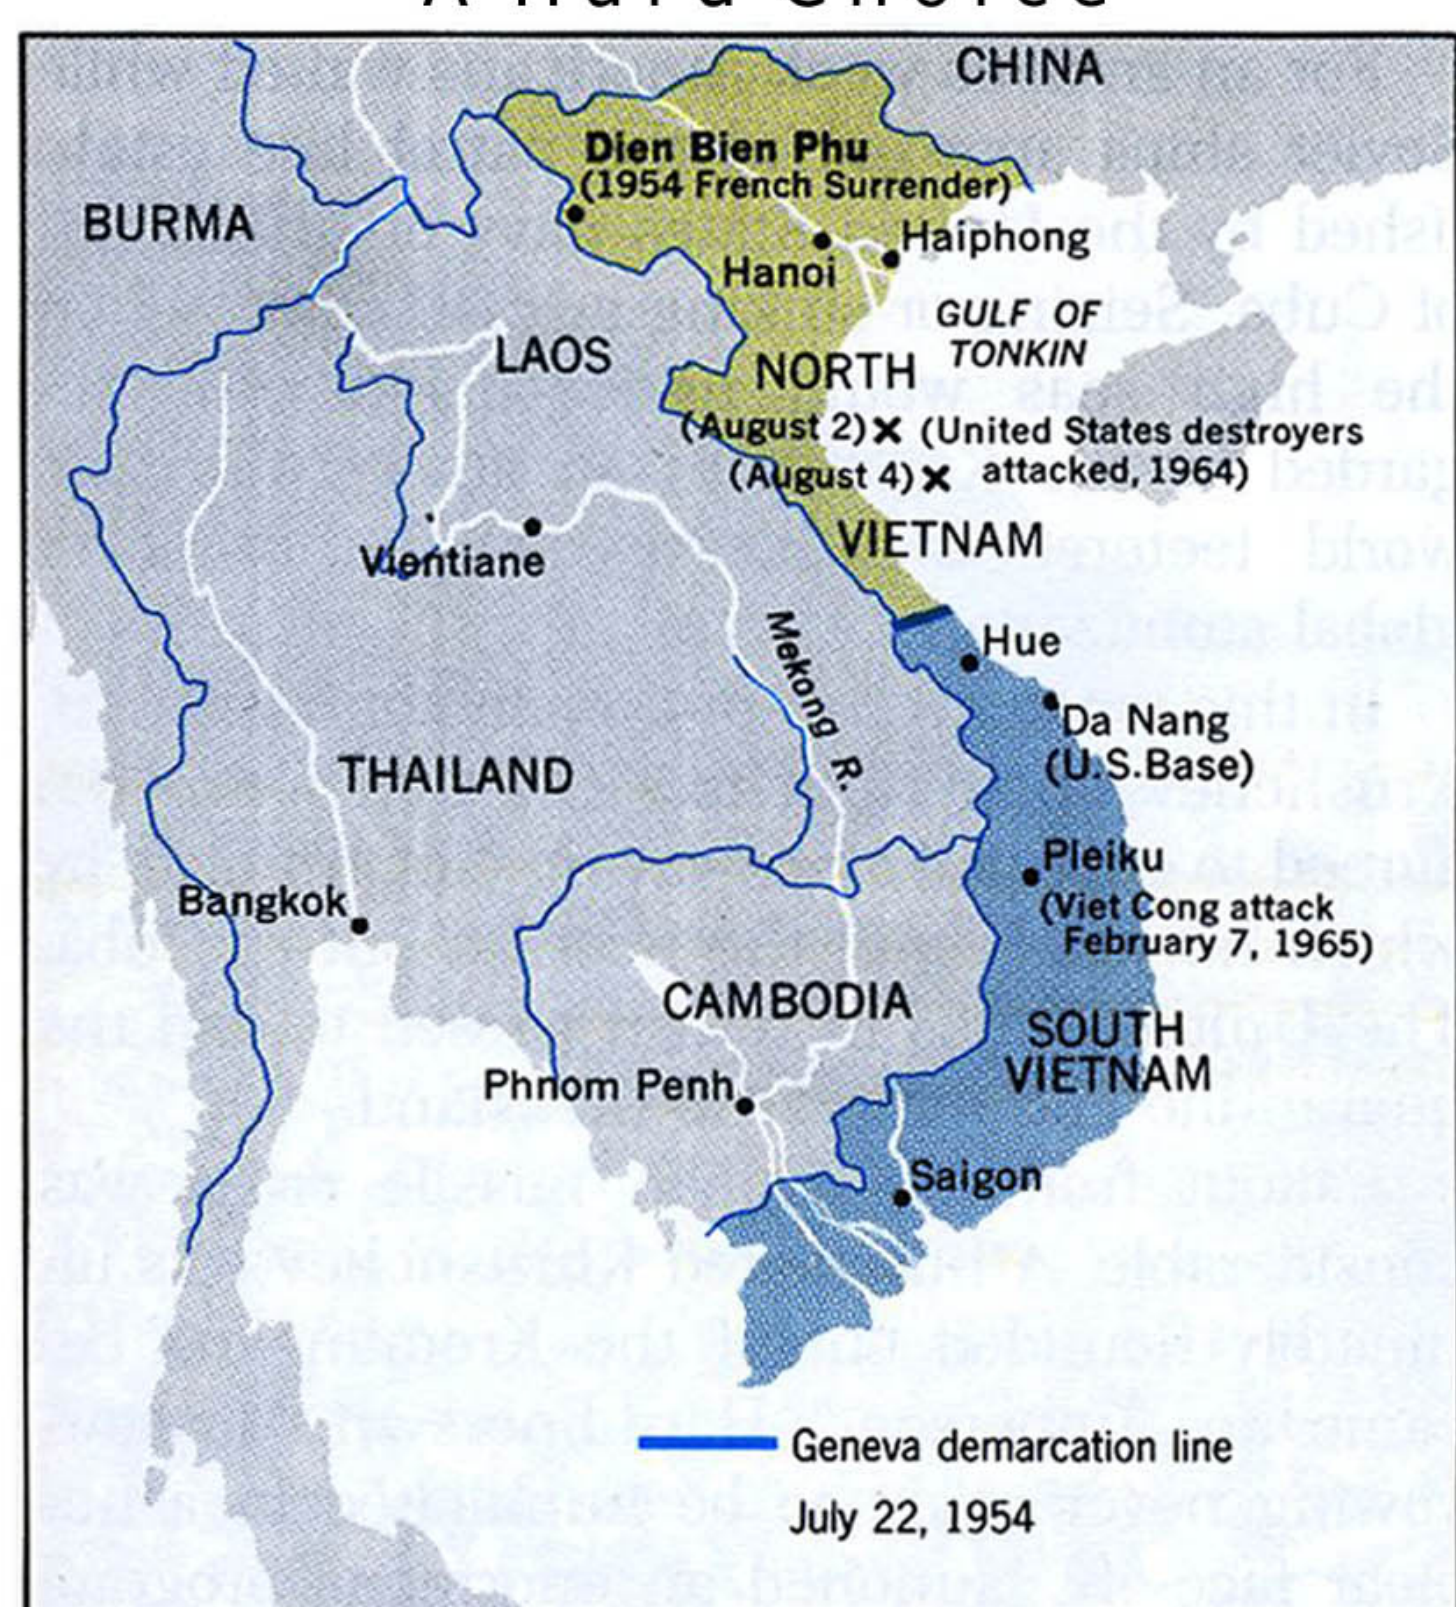 A Hard Choice
CHINA
Dien Bien Phu
(1954 French Surrender)
BURMA
Haiphong
Hanoi
GULF OF
TONKIN
LAOS
NORTH
(August 2) x (United States destroyers
(August 4) x attacked, 1964)
VIETNAM
Vientiane
Hue
Mekong R.
Da Nang
(U.S.Base)
THAILAND
Pleiku
(Viet Cong attack
February 7, 1965)
Bangkok
CAMBODIA
SOUTH
VIETNAM
Phnom Penh
Saigon
Geneva demarcation line
July 22, 1954